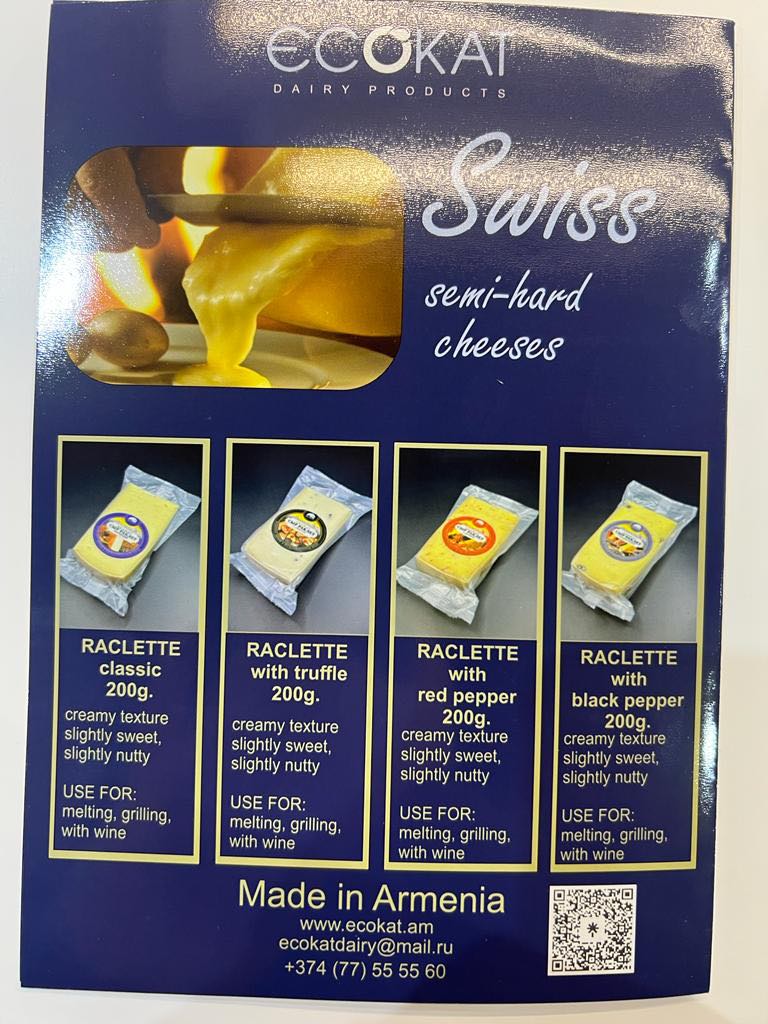 ECOKAT
DAIRY PRODUCTS
Swiss
semi-hard
cheeses
RACLETTE
classic
200g.
creamy texture
slightly sweet,
slightly nutty
USE FOR:
melting, grilling,
with wine
RACLETTE
with truffle
200g.
creamy texture
slightly sweet,
slightly nutty
USE FOR:
melting, grilling,
with wine
RACLETTE
with
red pepper
200g.
creamy texture
slightly sweet,
slightly nutty
USE FOR:
melting, grilling,
with wine
RACLETTE
with
black pepper
200g.
creamy texture
slightly sweet,
slightly nutty
USE FOR:
melting, grilling,
with wine
Made in Armenia
www.ecokat.am
ecokatdairy@mail.ru
+374 (77) 55 55 60